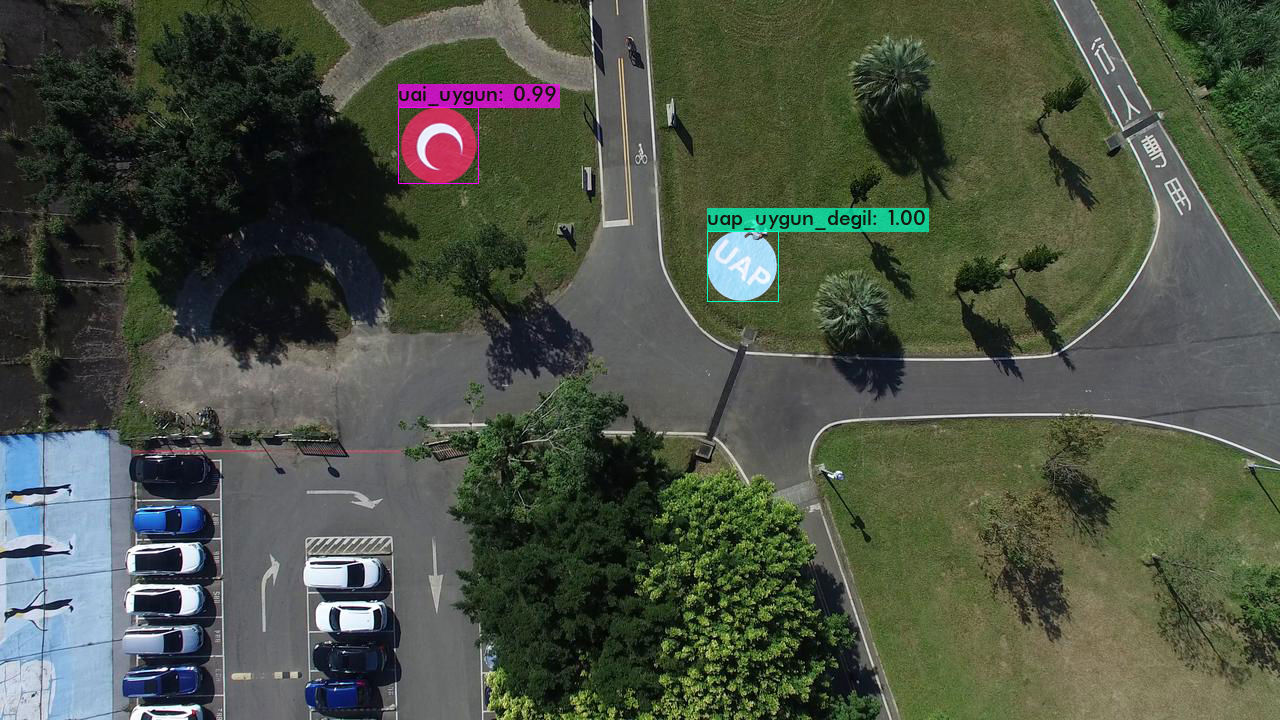 uai_uygun: 0.99
行人專用
uap_uygun_degil: 1.00
UAP